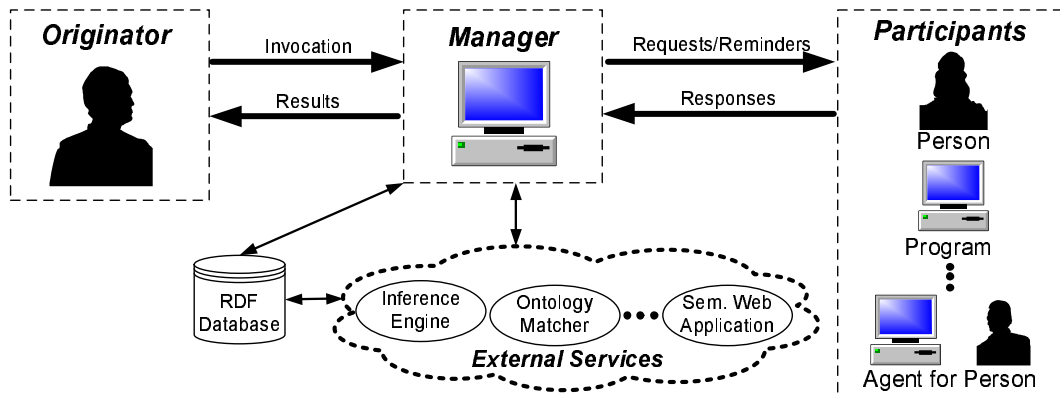 Originator
Invocation
Results
Manager
Requests/Reminders
Responses
Participants
Person
Program
Agent for Person
RDF
Database
Inference
Engine
Ontology
Matcher
Sem. Web
Application
External Services